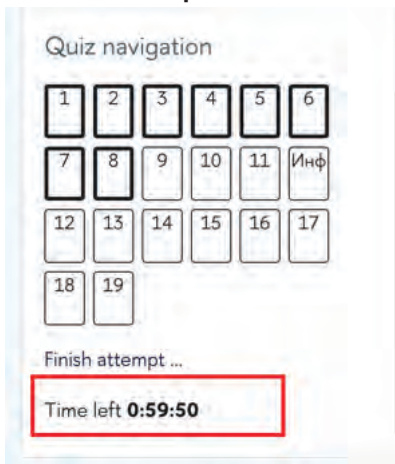 Quiz navigation
1 2 3 4 5 6
7 8 9 10 11 Инф
12 13 14 15 16 17
18 19
Finish attempt ...
Time left 0:59:50